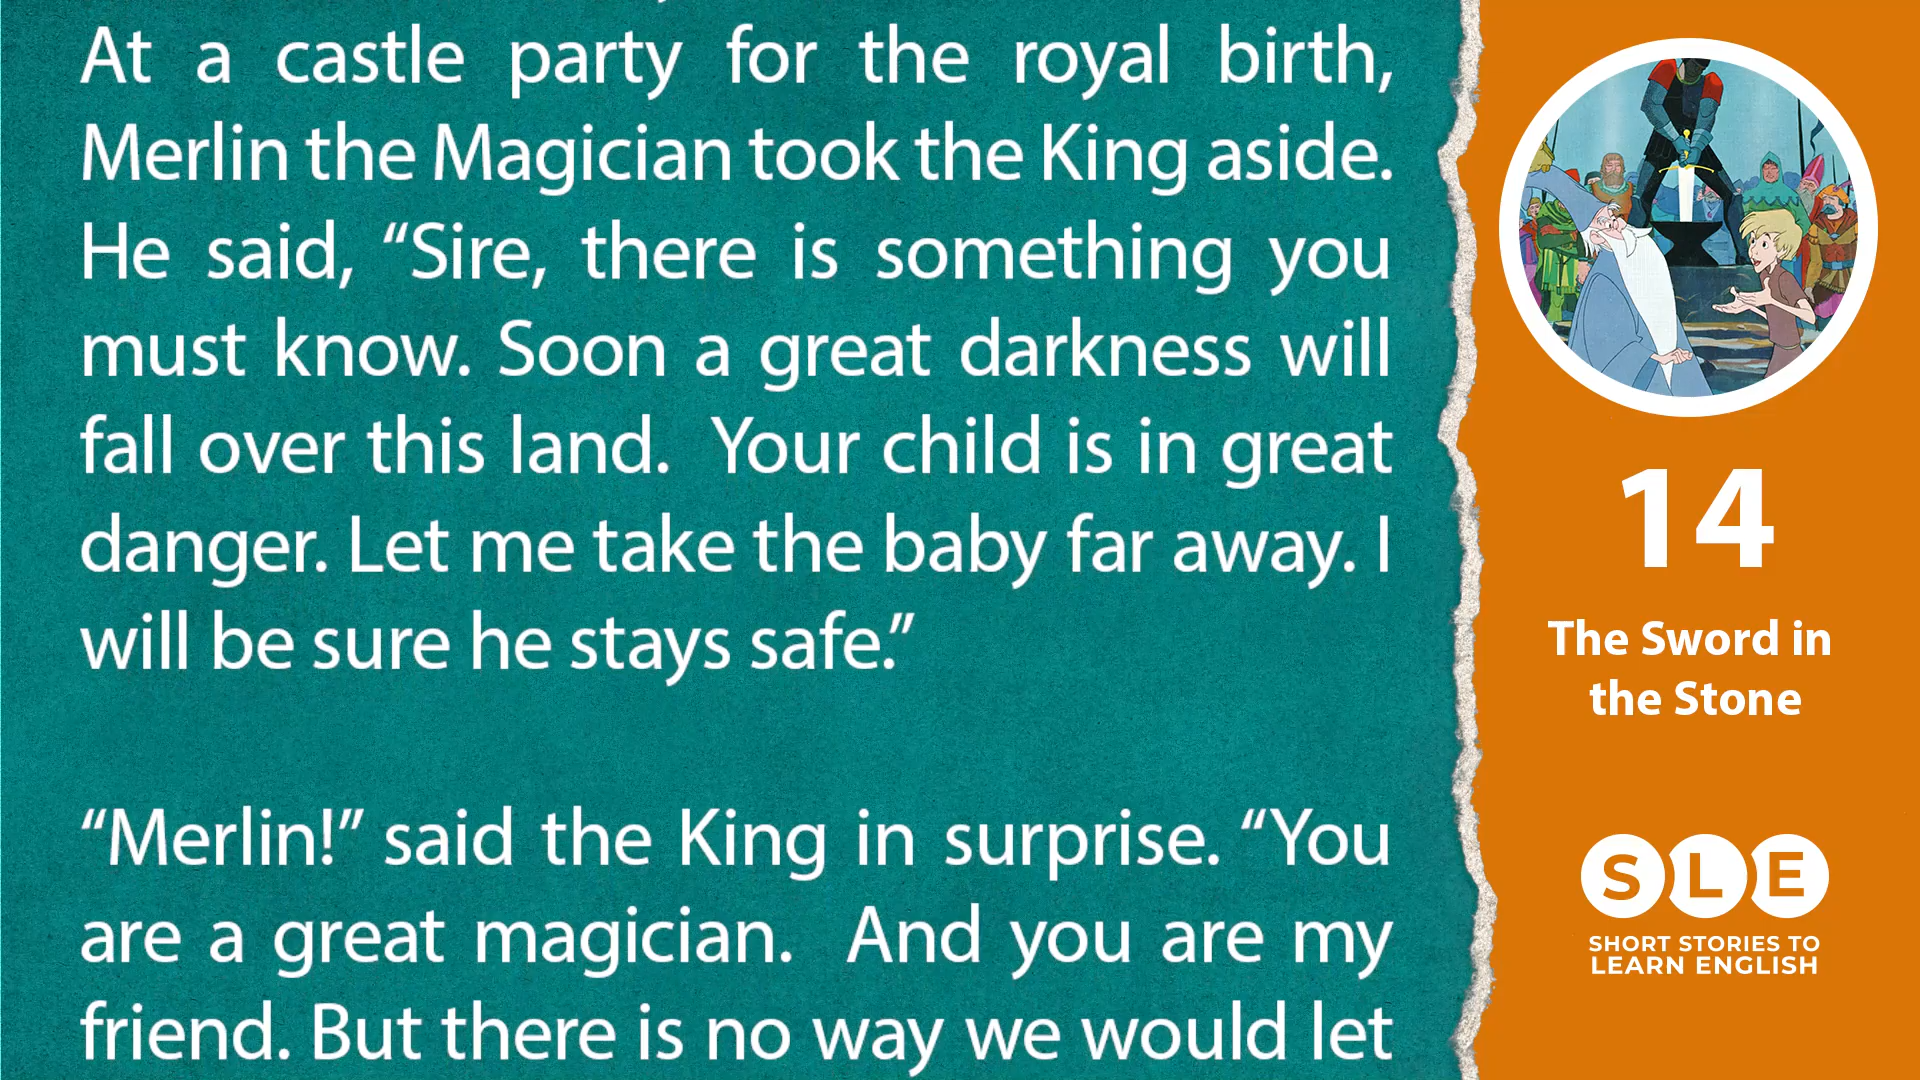 At a castle party for the royal birth,
Merlin the Magician took the King aside.
He said, “Sire, there is something you
must know. Soon a great darkness will
fall over this land.  Your child is in great
danger. Let me take the baby far away. I
will be sure he stays safe.”
“Merlin!” said the King in surprise. “You
are a great magician.  And you are my
friend. But there is no way we would let
14
The Sword in
the Stone
SLE
SHORT STORIES TO
LEARN ENGLISH